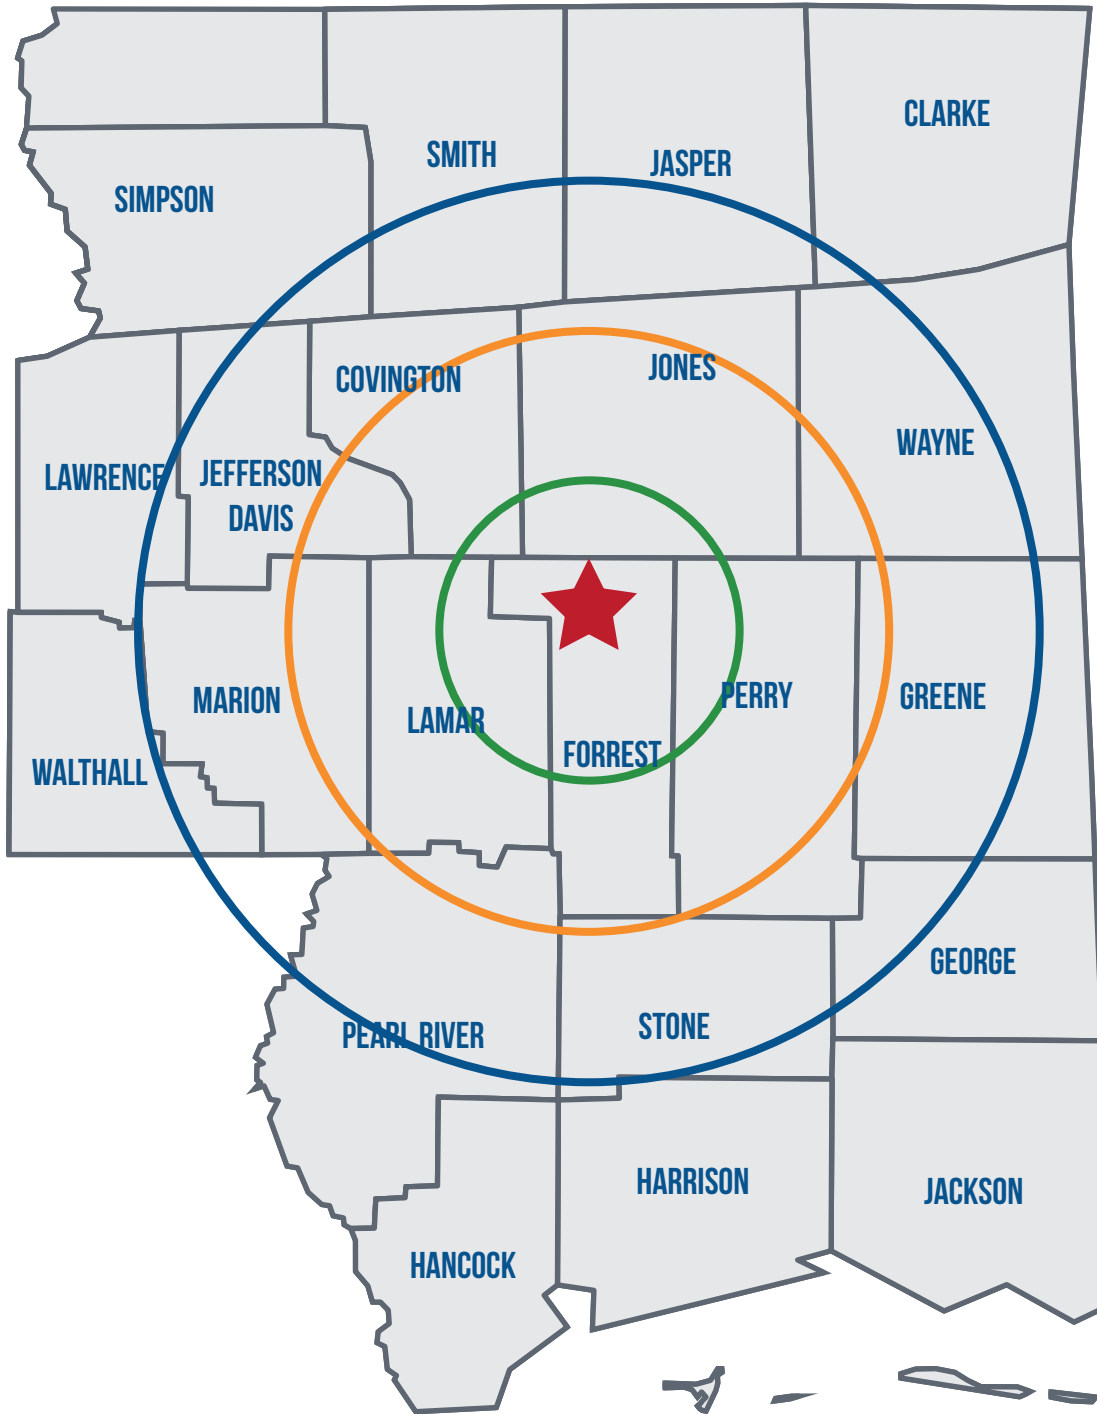 CLARKE
SMITH
JASPER
SIMPSON
JONES
COVINGTON
WAYNE
LAWRENCE
JEFFERSON
DAVIS
PERRY
GREENE
MARION
LAMAR
FORREST
WALTHALL
GEORGE
STONE
PEARL RIVER
HARRISON
JACKSON
HANCOCK